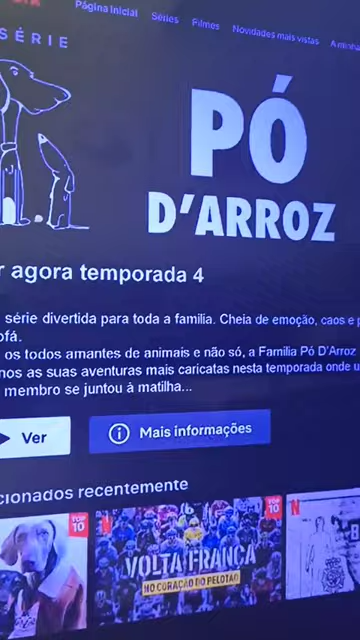 Página Inicial Séries Filmes Novidades mais vistas A minha
SÉRIE
PÓ
D'ARROZ
r agora temporada 4
série divertida para toda a familia. Cheia de emoção, caos e p
ofá.
os todos amantes de animais e não só, a Família Pó D'Arroz
nos as suas aventuras mais caricatas nesta temporada onde u
membro se juntou à matilha...
Ver
Mais informações
cionados recentemente
TOP
10
N
VOLTA FRANÇA
NO CORAÇÃO DO PELOTÃO
TOP
10
N